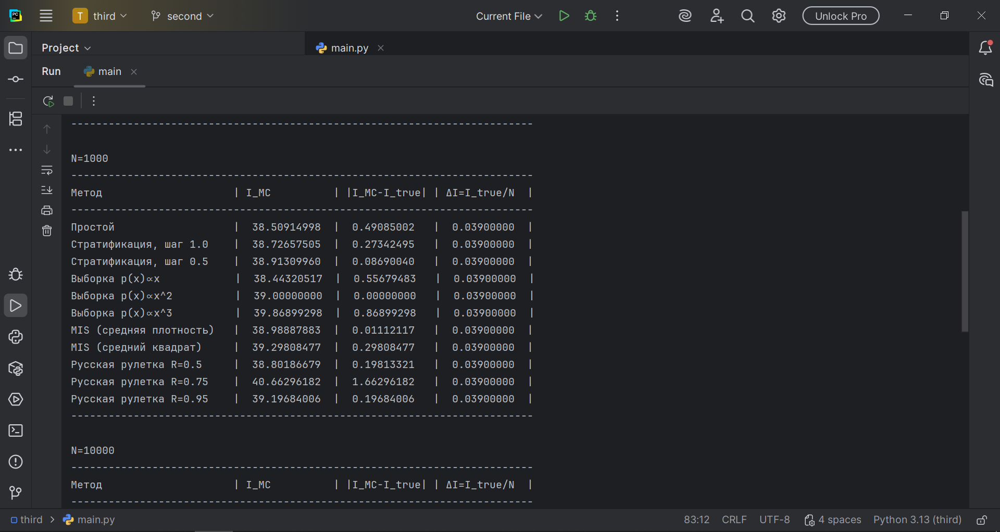 PC T third second Current File Unlock Pro
Project main.py
Run main
--------------------------------------------------------------------------
N=1000
--------------------------------------------------------------------------
Метод | I_MC | |I_MC-I_true| | ΔI=I_true/N |
--------------------------------------------------------------------------
Простой | 38.50914998 | 0.49085002 | 0.03900000 |
Стратификация, шаг 1.0 | 38.72657505 | 0.27342495 | 0.03900000 |
Стратификация, шаг 0.5 | 38.91309960 | 0.08690040 | 0.03900000 |
Выборка p(x)∝x | 38.44320517 | 0.55679483 | 0.03900000 |
Выборка p(x)∝x^2 | 39.00000000 | 0.00000000 | 0.03900000 |
Выборка p(x)∝x^3 | 39.86899298 | 0.86899298 | 0.03900000 |
MIS (средняя плотность) | 38.98887883 | 0.01112117 | 0.03900000 |
MIS (средний квадрат) | 39.29808477 | 0.29808477 | 0.03900000 |
Русская рулетка R=0.5 | 38.80186679 | 0.19813321 | 0.03900000 |
Русская рулетка R=0.75 | 40.66296182 | 1.66296182 | 0.03900000 |
Русская рулетка R=0.95 | 39.19684006 | 0.19684006 | 0.03900000 |
--------------------------------------------------------------------------
N=10000
--------------------------------------------------------------------------
Метод | I_MC | |I_MC-I_true| | ΔI=I_true/N |
--------------------------------------------------------------------------
third > main.py 83:12 CRLF UTF-8 4 spaces Python 3.13 (third)